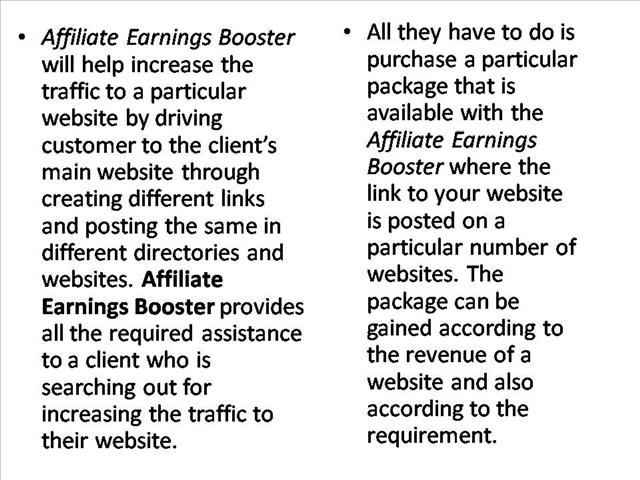 • Affiliate Earnings Booster
will help increase the
traffic to a particular
website by driving
customer to the client's
main website through
creating different links
and posting the same in
different directories and
websites. Affiliate
Earnings Booster provides
all the required assistance
to a client who is
searching out for
increasing the traffic to
their website.
• All they have to do is
purchase a particular
package that is
available with the
Affiliate Earnings
Booster where the
link to your website
is posted on a
particular number of
websites. The
package can be
gained according to
the revenue of a
website and also
according to the
requirement.